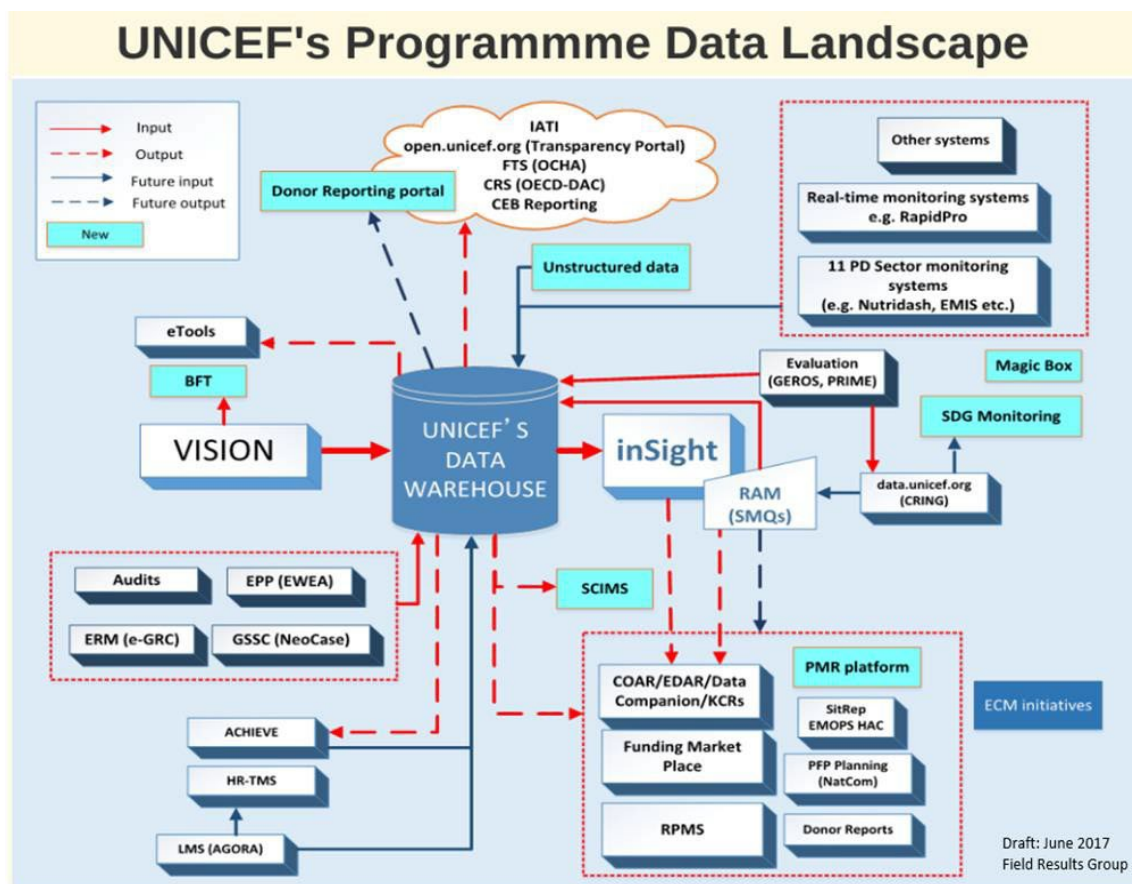 UNICEF's Programmme Data Landscape
Input
Output
Future input
Future output
New
IATI
open.unicef.org (Transparency Portal)
FTS (OCHA)
CRS (OECD-DAC)
CEB Reporting
Donor Reporting portal
Unstructured data
Other systems
Real-time monitoring systems
e.g. RapidPro
11 PD Sector monitoring
systems
(e.g. Nutridash, EMIS etc.)
eTools
BFT
VISION
UNICEF'S
DATA
WAREHOUSE
inSight
RAM
(SMQs)
Evaluation
(GEROS, PRIME)
Magic Box
SDG Monitoring
data.unicef.org
(CRING)
Audits
EPP (EWEA)
ERM (e-GRC)
GSSC (NeoCase)
SCIMS
ACHIEVE
HR-TMS
LMS (AGORA)
COAR/EDAR/Data
Companion/KCRs
Funding Market
Place
RPMS
PMR platform
SitRep
EMOPS HAC
PFP Planning
(NatCom)
Donor Reports
ECM initiatives
Draft: June 2017
Field Results Group